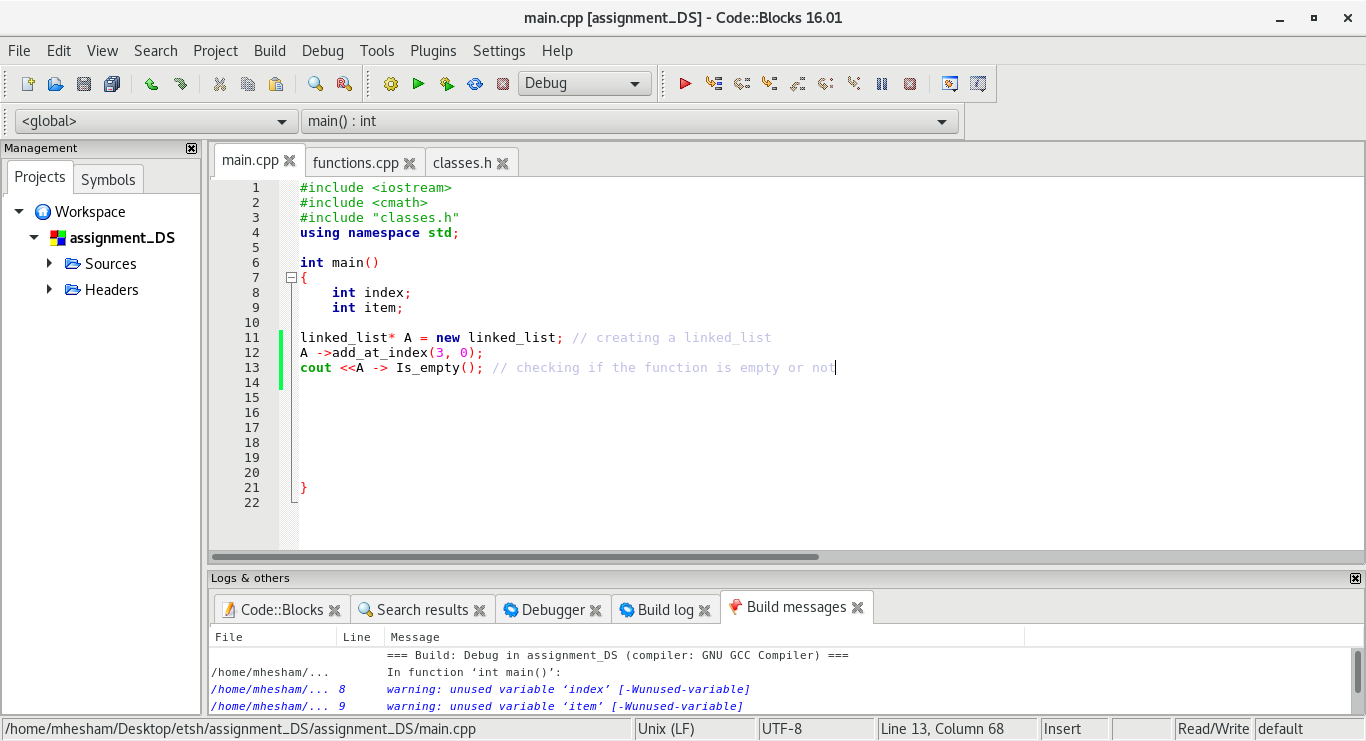 main.cpp [assignment_DS] - Code::Blocks 16.01
File Edit View Search Project Build Debug Tools Plugins Settings Help
Debug
<global> main() : int
Management
Projects Symbols
Workspace
assignment_DS
Sources
Headers
main.cpp functions.cpp classes.h
1 #include <iostream>
2 #include <cmath>
3 #include "classes.h"
4 using namespace std;
5
6 int main()
7 {
8 int index;
9 int item;
10
11 linked_list* A = new linked_list; // creating a linked_list
12 A ->add_at_index(3, 0);
13 cout <<A -> Is_empty(); // checking if the function is empty or not
14
15
16
17
18
19
20
21 }
22
Logs & others
Code::Blocks Search results Debugger Build log Build messages
File Line Message
=== Build: Debug in assignment_DS (compiler: GNU GCC Compiler) ===
/home/mhesham/... In function ‘int main()’:
/home/mhesham/... 8 warning: unused variable ‘index’ [-Wunused-variable]
/home/mhesham/... 9 warning: unused variable ‘item’ [-Wunused-variable]
/home/mhesham/Desktop/etsh/assignment_DS/assignment_DS/main.cpp Unix (LF) UTF-8 Line 13, Column 68 Insert Read/Write default